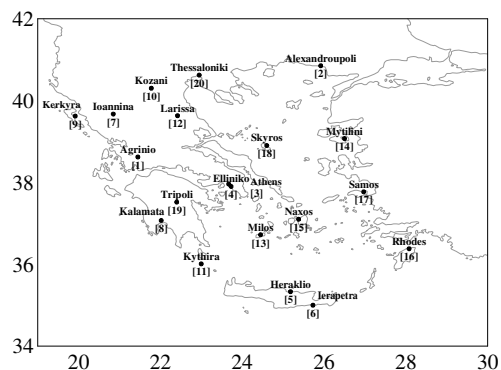 42
Thessaloniki
[20]
Alexandroupoli
[2]
Kozani
[10]
40
Kerkyra
[9]
Ioannina
[7]
Larissa
[12]
Mytilini
[14]
Skyros
[18]
Agrinio
[1]
38
Elliniko
[4]
Athens
[3]
Samos
[17]
Tripoli
[19]
Kalamata
[8]
Naxos
[15]
Milos
[13]
Rhodes
[16]
36
Kythira
[11]
Heraklio
[5]
Ierapetra
[6]
34
20 22 24 26 28 30